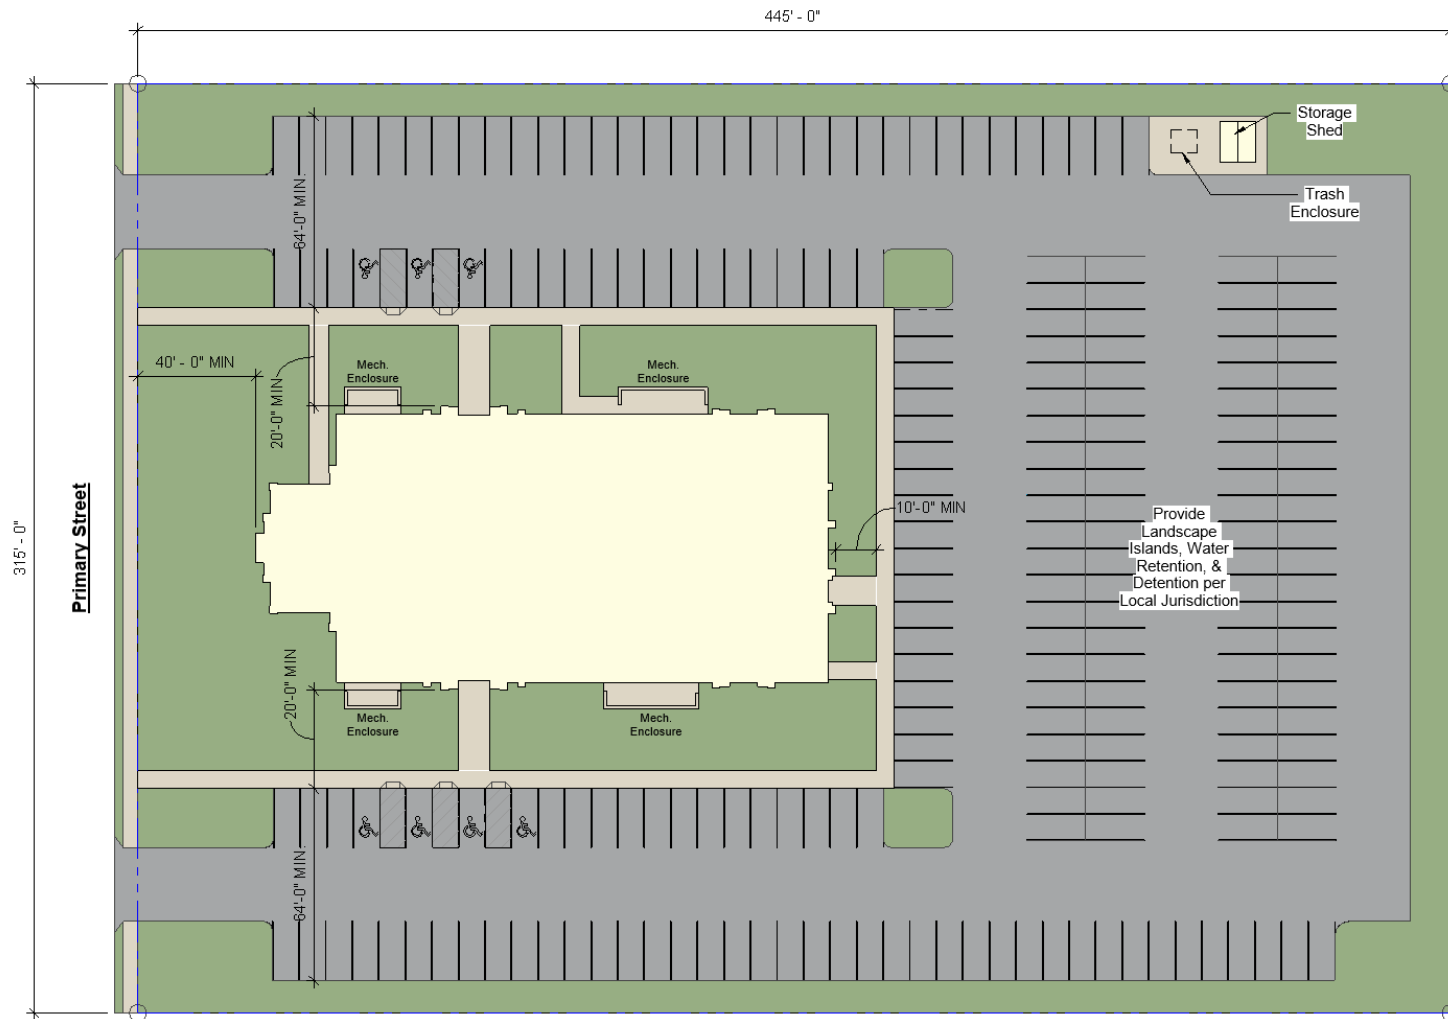 445' - 0"
Storage
Shed
Trash
Enclosure
64'-0" MIN.
40' - 0" MIN
20'-0" MIN
Mech.
Enclosure
Mech.
Enclosure
Primary Street
315' - 0"
10'-0" MIN
Provide
Landscape
Islands, Water
Retention, &
Detention per
Local Jurisdiction
20'-0" MIN
Mech.
Enclosure
Mech.
Enclosure
64'-0" MIN.